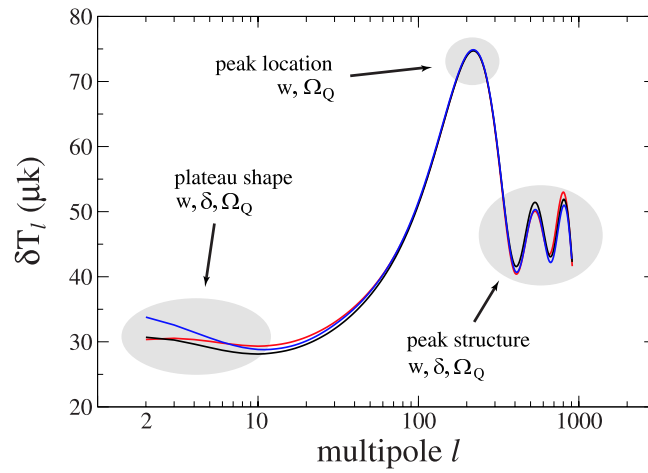 80
70
60
50
40
30
20
δT_l (μk)
peak location
w, Ω_Q
plateau shape
w, δ, Ω_Q
peak structure
w, δ, Ω_Q
2
10
100
1000
multipole l